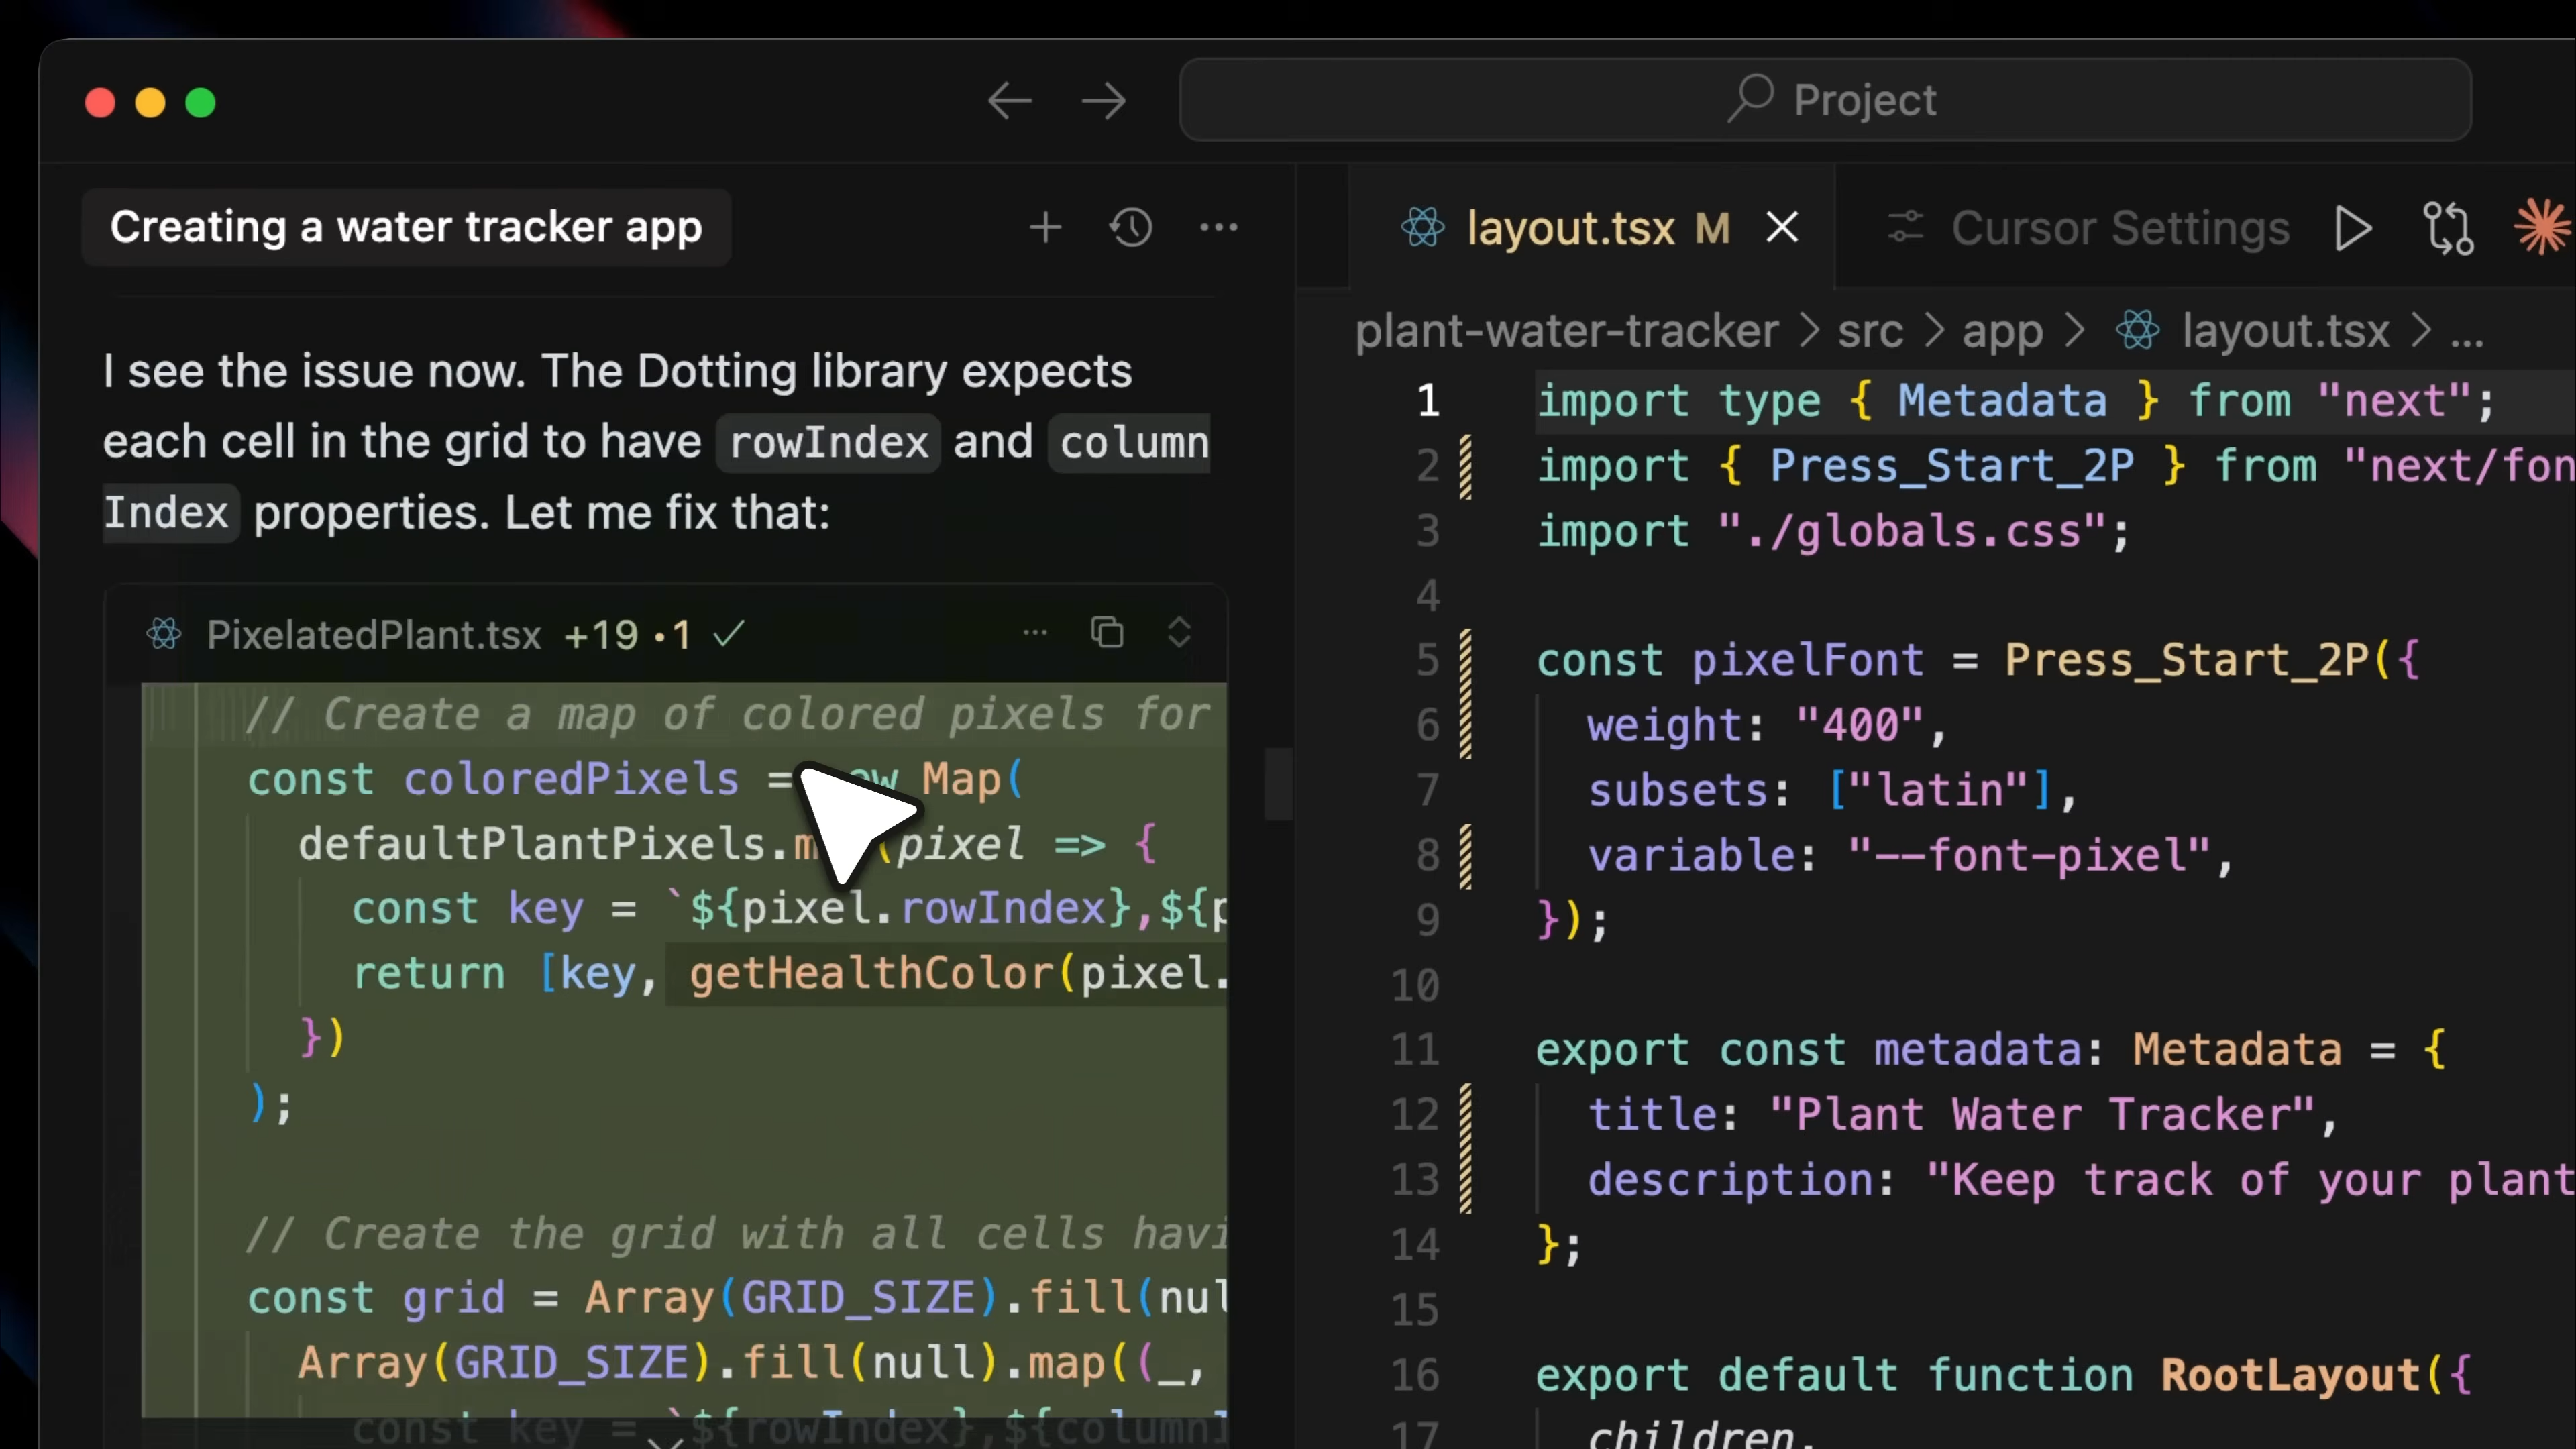 Project
Creating a water tracker app
I see the issue now. The Dotting library expects
each cell in the grid to have rowIndex and column
Index properties. Let me fix that:
PixelatedPlant.tsx +19 •1
// Create a map of colored pixels for
const coloredPixels = Map(
defaultPlantPixels. (pixel => {
const key = `${pixel.rowIndex},${p
return [key, getHealthColor(pixel.
})
);
// Create the grid with all cells
const grid = Array(GRID_SIZE).fill(nul
Array(GRID_SIZE).fill(null).map((_,
const key = `${rowIndex},${column
layout.tsx M
Cursor Settings
plant-water-tracker > src > app > layout.tsx > ...
1 import type { Metadata } from "next";
2 import { Press_Start_2P } from "next/fon
3 import "./globals.css";
4
5 const pixelFont = Press_Start_2P({
6 weight: "400",
7 subsets: ["latin"],
8 variable: "--font-pixel",
9 });
10
11 export const metadata: Metadata = {
12 title: "Plant Water Tracker",
13 description: "Keep track of your plant
14 };
15
16 export default function RootLayout({
17 children,